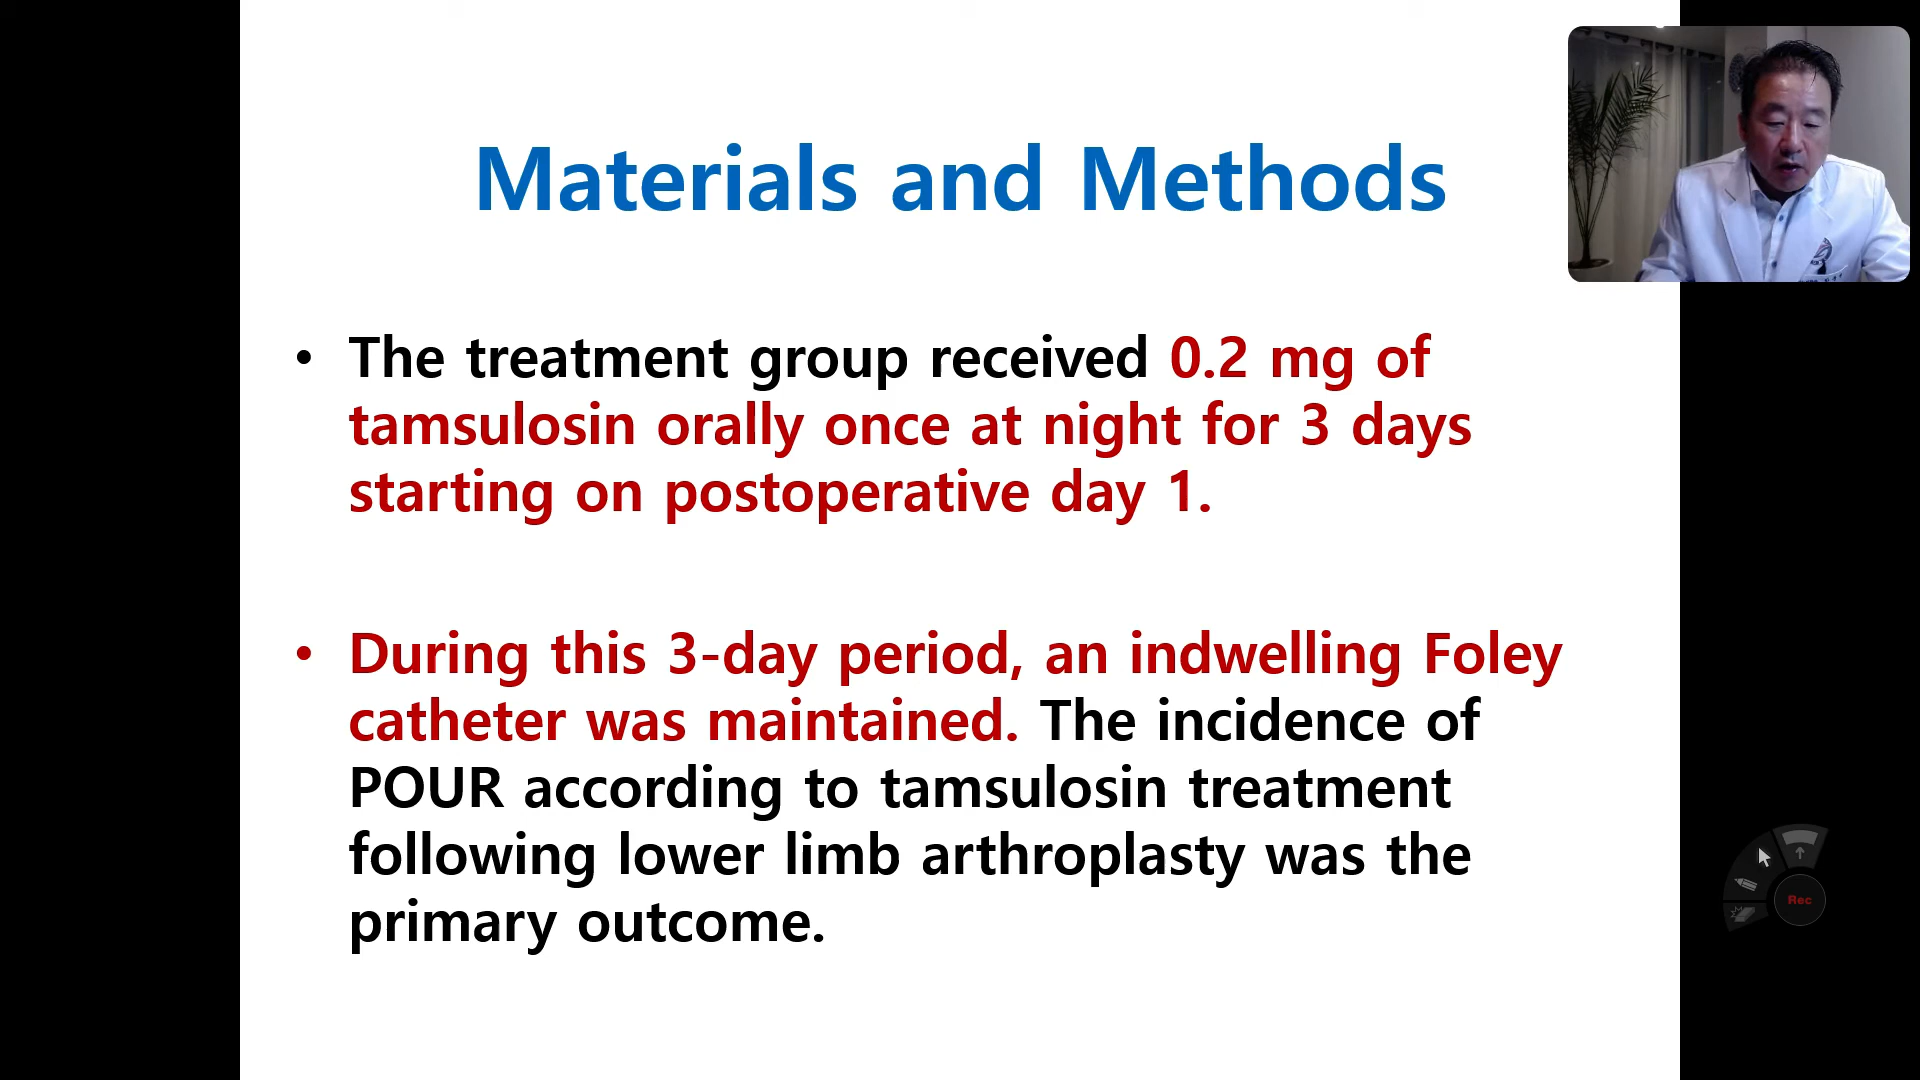 Materials and Methods
• The treatment group received 0.2 mg of
tamsulosin orally once at night for 3 days
starting on postoperative day 1.
• During this 3-day period, an indwelling Foley
catheter was maintained. The incidence of
POUR according to tamsulosin treatment
following lower limb arthroplasty was the
primary outcome.
Rec